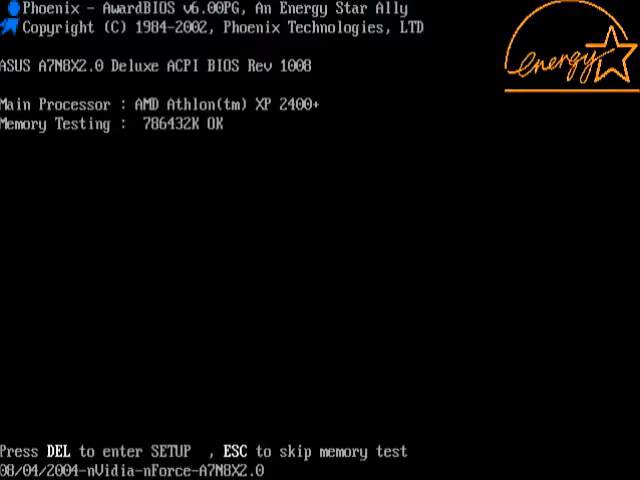 Phoenix - AwardBIOS v6.00PG, An Energy Star Ally
Copyright (C) 1984-2002, Phoenix Technologies, LTD
energy
ASUS A7N8X2.0 Deluxe ACPI BIOS Rev 1008
Main Processor : AMD Athlon(tm) XP 2400+
Memory Testing :  786432K OK
Press DEL to enter SETUP  , ESC to skip memory test
08/04/2004-nVidia-nForce-A7N8X2.0